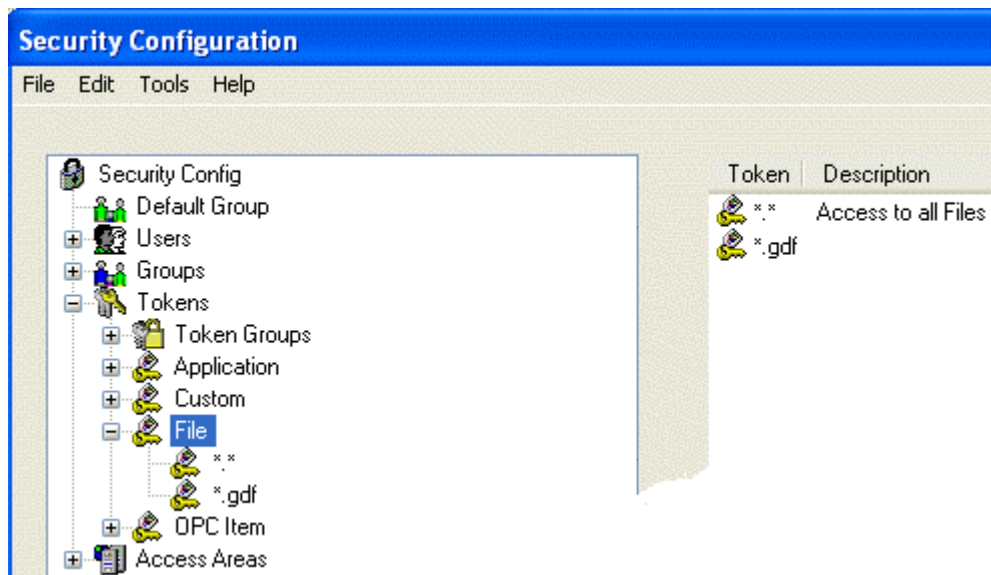 Security Configuration
File Edit Tools Help
Security Config
Default Group
Users
Groups
Tokens
Token Groups
Application
Custom
File
*.*
*.gdf
OPC Item
Access Areas
Token Description
*.* Access to all Files
*.gdf